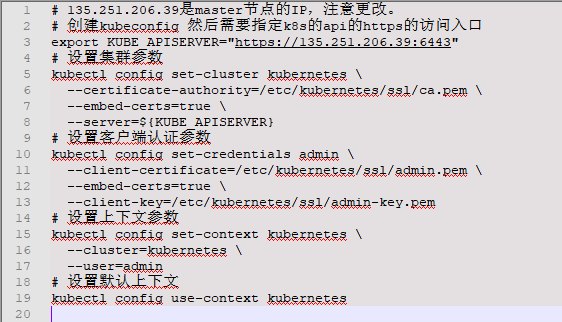 1 # 135.251.206.39是master节点的IP，注意更改。
2 # 创建kubeconfig 然后需要指定k8s的api的https的访问入口
3 export KUBE_APISERVER="https://135.251.206.39:6443"
4 # 设置集群参数
5 kubectl config set-cluster kubernetes \
6   --certificate-authority=/etc/kubernetes/ssl/ca.pem \
7   --embed-certs=true \
8   --server=${KUBE_APISERVER}
9 # 设置客户端认证参数
10 kubectl config set-credentials admin \
11   --client-certificate=/etc/kubernetes/ssl/admin.pem \
12   --embed-certs=true \
13   --client-key=/etc/kubernetes/ssl/admin-key.pem
14 # 设置上下文参数
15 kubectl config set-context kubernetes \
16   --cluster=kubernetes \
17   --user=admin
18 # 设置默认上下文
19 kubectl config use-context kubernetes
20